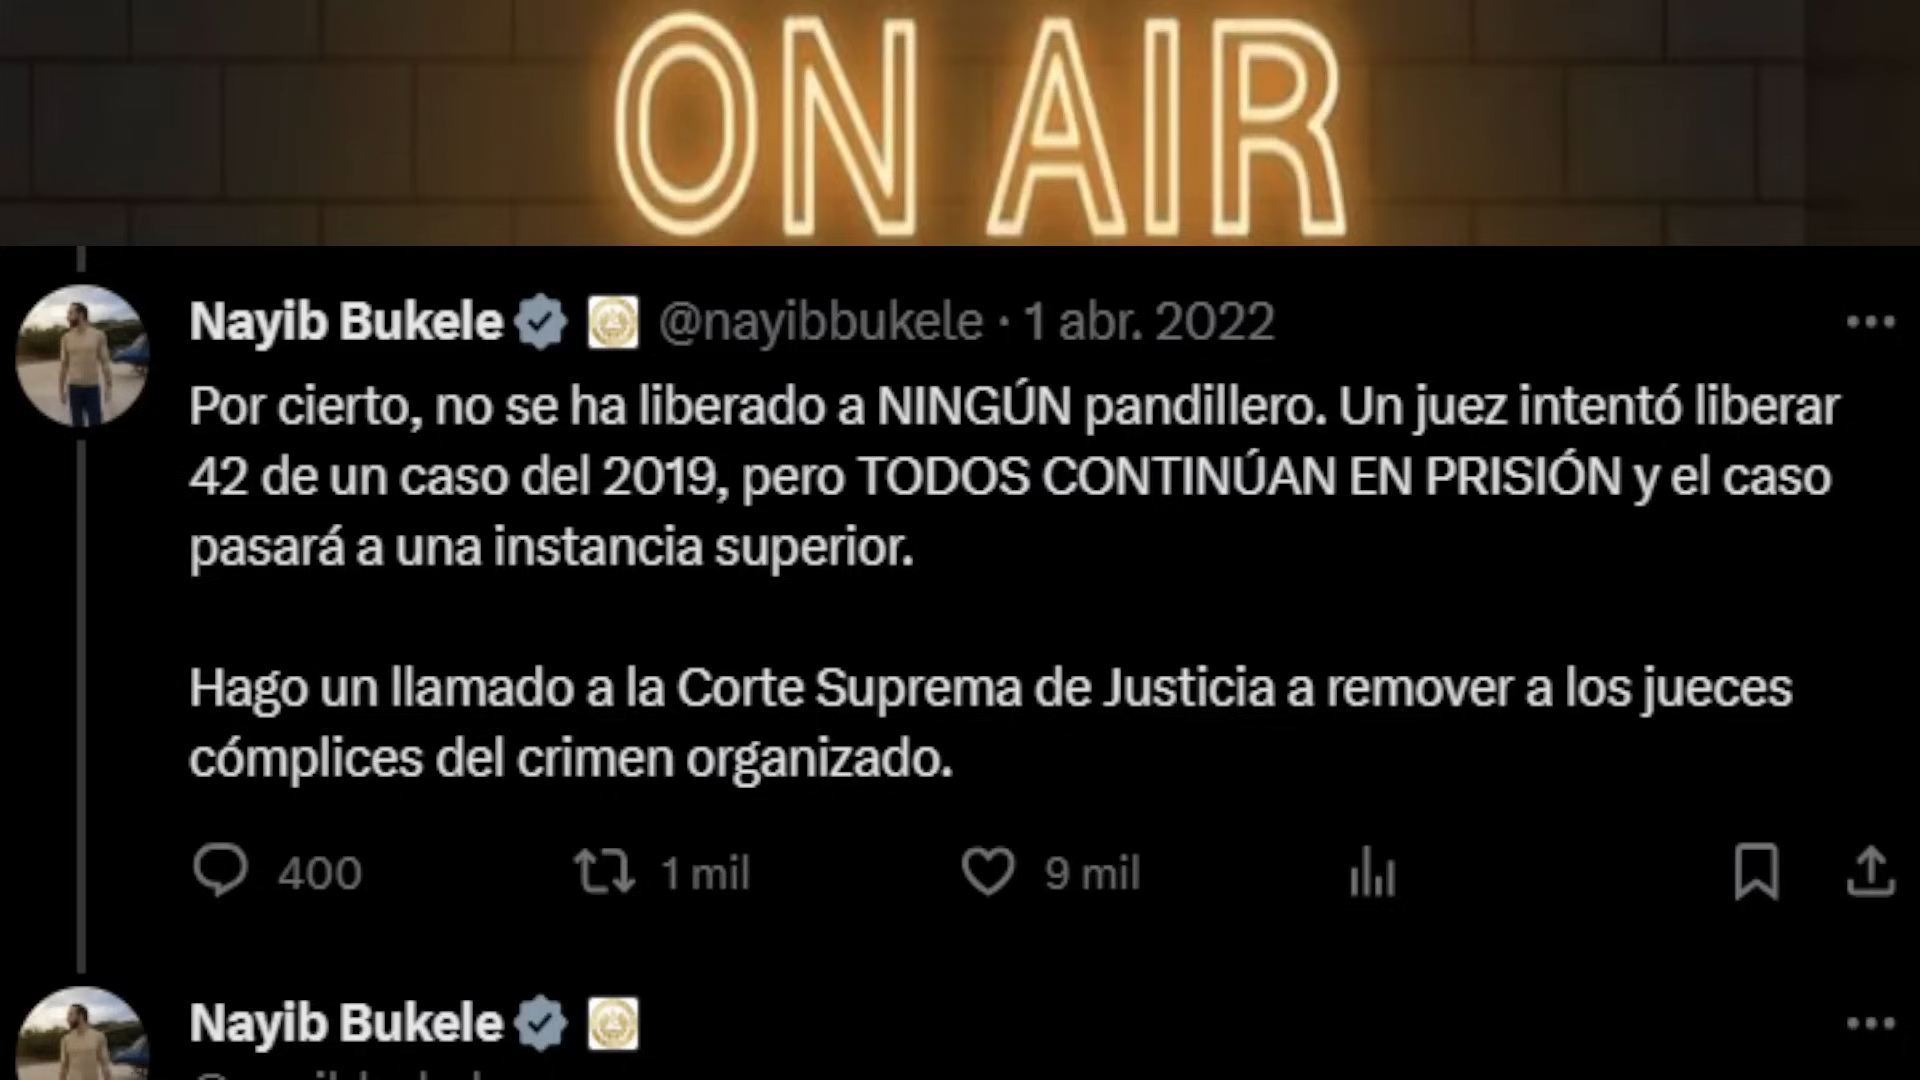 ON AIR
Nayib Bukele @nayibbukele · 1 abr. 2022
Por cierto, no se ha liberado a NINGÚN pandillero. Un juez intentó liberar
42 de un caso del 2019, pero TODOS CONTINÚAN EN PRISIÓN y el caso
pasará a una instancia superior.
Hago un llamado a la Corte Suprema de Justicia a remover a los jueces
cómplices del crimen organizado.
400 1 mil 9 mil
Nayib Bukele